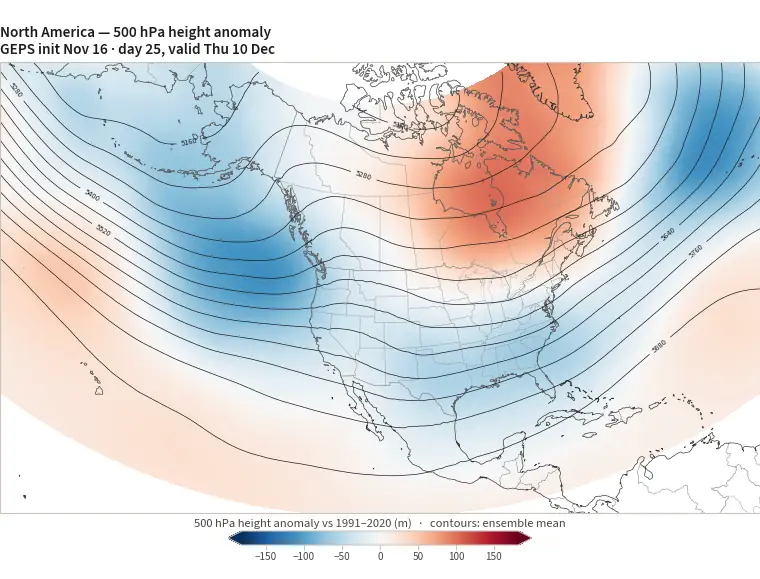 North America — 500 hPa height anomaly
GEPS init Nov 16 · day 25, valid Thu 10 Dec
5280
5160
5280
5400
5520
5640
5760
5880
500 hPa height anomaly vs 1991–2020 (m) · contours: ensemble mean
−150 −100 −50 0 50 100 150